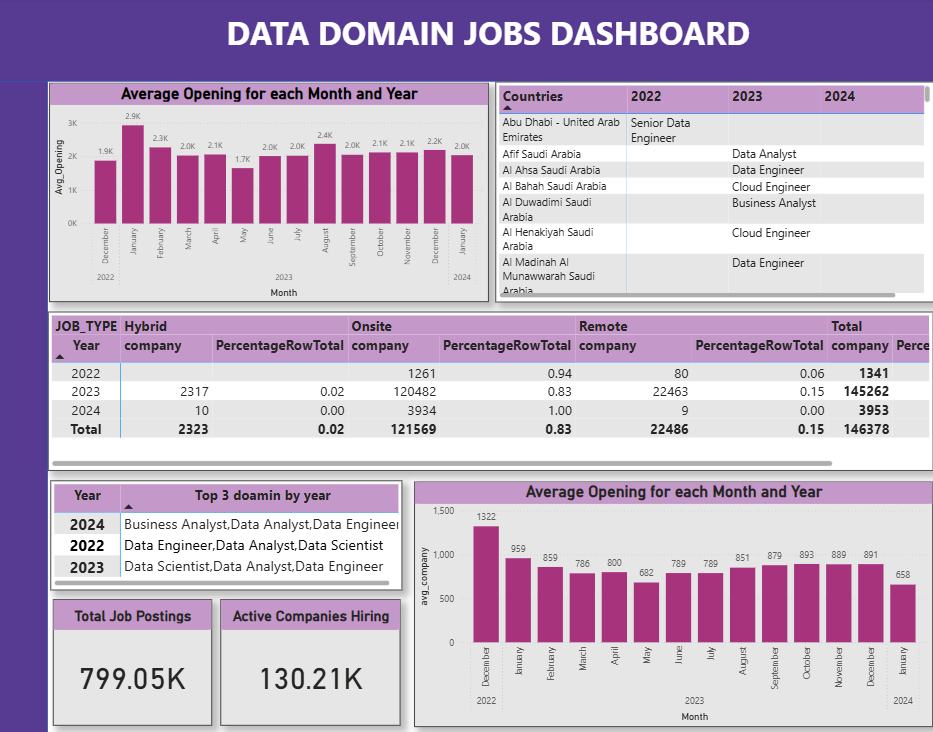 DATA DOMAIN JOBS DASHBOARD
Average Opening for each Month and Year
Avg_Opening
3K
2K
1K
0K
1.9K 2.9K 2.3K 2.0K 2.1K 1.7K 2.0K 2.0K 2.4K 2.0K 2.1K 2.1K 2.2K 2.0K
December January February March April May June July August September October November December January
2022 2023 2024
Month
Countries 2022 2023 2024
Abu Dhabi - United Arab Senior Data
Emirates Engineer
Afif Saudi Arabia Data Analyst
Al Ahsa Saudi Arabia Data Engineer
Al Bahah Saudi Arabia Cloud Engineer
Al Duwadimi Saudi Business Analyst
Arabia
Al Henakiyah Saudi Cloud Engineer
Arabia
Al Madinah Al Data Engineer
Munawwarah Saudi
Arabia
JOB_TYPE Hybrid Onsite Remote Total
Year company PercentageRowTotal company PercentageRowTotal company PercentageRowTotal company Perce
2022 1261 0.94 80 0.06 1341
2023 2317 0.02 120482 0.83 22463 0.15 145262
2024 10 0.00 3934 1.00 9 0.00 3953
Total 2323 0.02 121569 0.83 22486 0.15 146378
Year Top 3 doamin by year
2024 Business Analyst,Data Analyst,Data Engineer
2022 Data Engineer,Data Analyst,Data Scientist
2023 Data Scientist,Data Analyst,Data Engineer
Total Job Postings
799.05K
Active Companies Hiring
130.21K
Average Opening for each Month and Year
avg_company
1,500
1,000
500
0
1322 959 859 786 800 682 789 789 851 879 893 889 891 658
December January February March April May June July August September October November December January
2022 2023 2024
Month